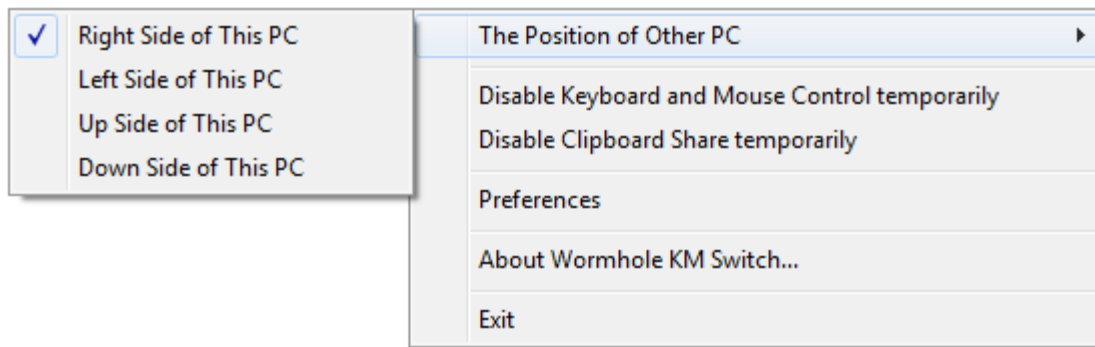 Right Side of This PC
Left Side of This PC
Up Side of This PC
Down Side of This PC
The Position of Other PC
Disable Keyboard and Mouse Control temporarily
Disable Clipboard Share temporarily
Preferences
About Wormhole KM Switch...
Exit